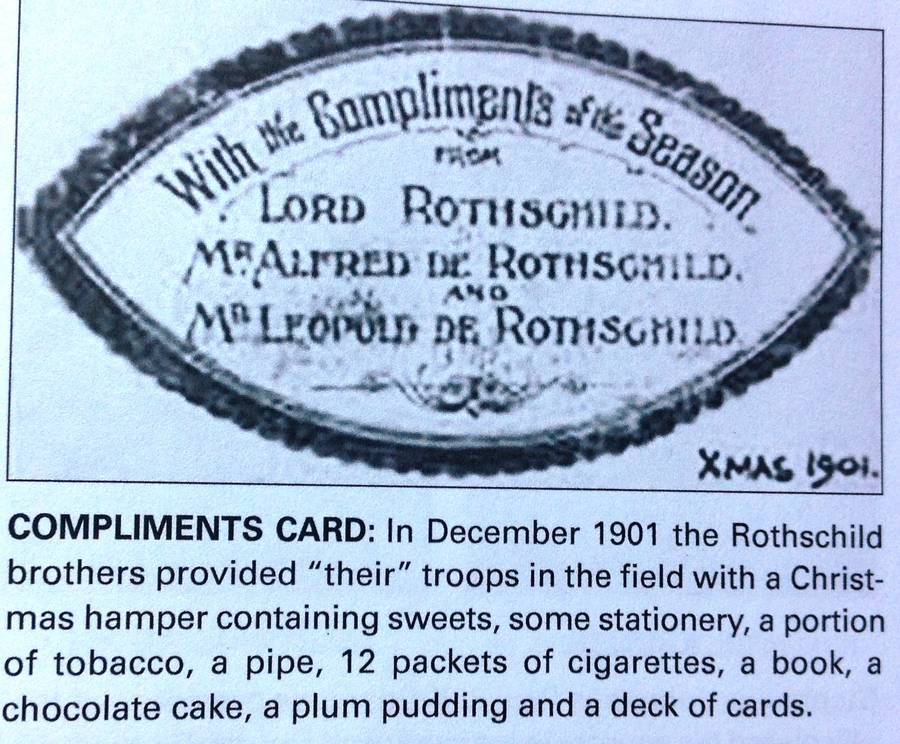 With the Compliments of the Season
FROM
LORD ROTHSCHILD.
MR. ALFRED DE ROTHSCHILD.
AND
MR LEOPOLD DE ROTHSCHILD.
XMAS 1901.
COMPLIMENTS CARD: In December 1901 the Rothschild
brothers provided “their” troops in the field with a Christ-
mas hamper containing sweets, some stationery, a portion
of tobacco, a pipe, 12 packets of cigarettes, a book, a
chocolate cake, a plum pudding and a deck of cards.